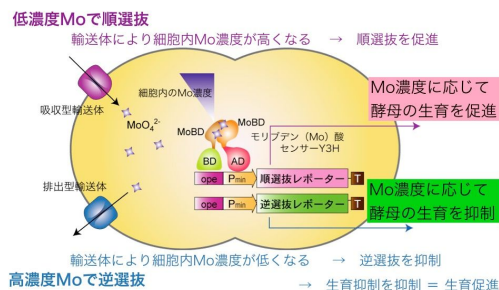 低濃度Moで順選抜
輸送体により細胞内Mo濃度が高くなる → 順選抜を促進
細胞内のMo濃度
Mo濃度に応じて
酵母の生育を促進
吸収型輸送体
MoO₄²⁻
MoBD
MoBD
モリブデン(Mo)酸
センサーY3H
BD
AD
ope
Pmin
順選抜レポーター
T
排出型輸送体
ope
Pmin
逆選抜レポーター
T
Mo濃度に応じて
酵母の生育を抑制
輸送体により細胞内Mo濃度が低くなる → 逆選抜を抑制
高濃度Moで逆選抜
→ 生育抑制を抑制 = 生育促進